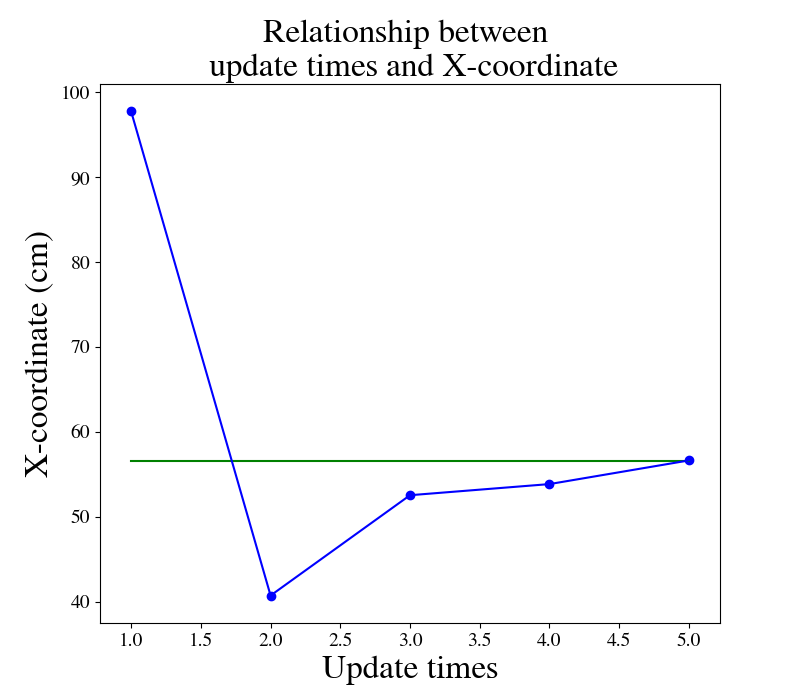 Relationship between
update times and X-coordinate
100
90
80
70
60
50
40
X-coordinate (cm)
1.0 1.5 2.0 2.5 3.0 3.5 4.0 4.5 5.0
Update times